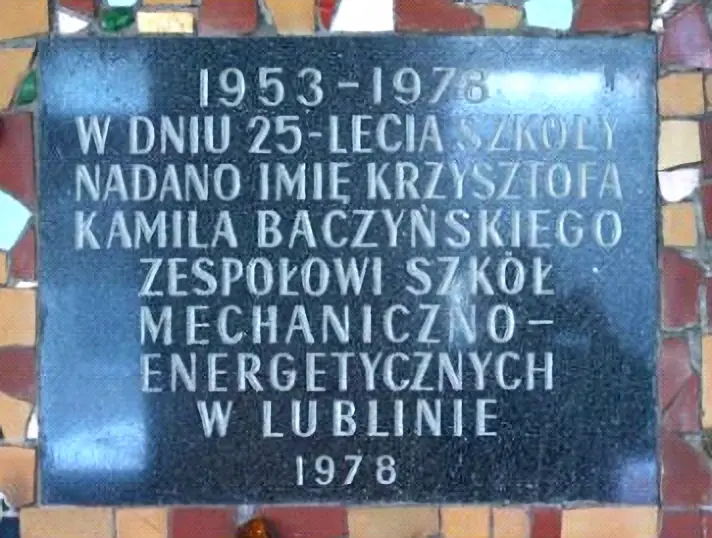 1953-1978
W DNIU 25-LECIA SZKOŁY
NADANO IMIĘ KRZYSZTOFA
KAMILA BACZYŃSKIEGO
ZESPOŁOWI SZKÓŁ
MECHANICZNO-
ENERGETYCZNYCH
W LUBLINIE
1978